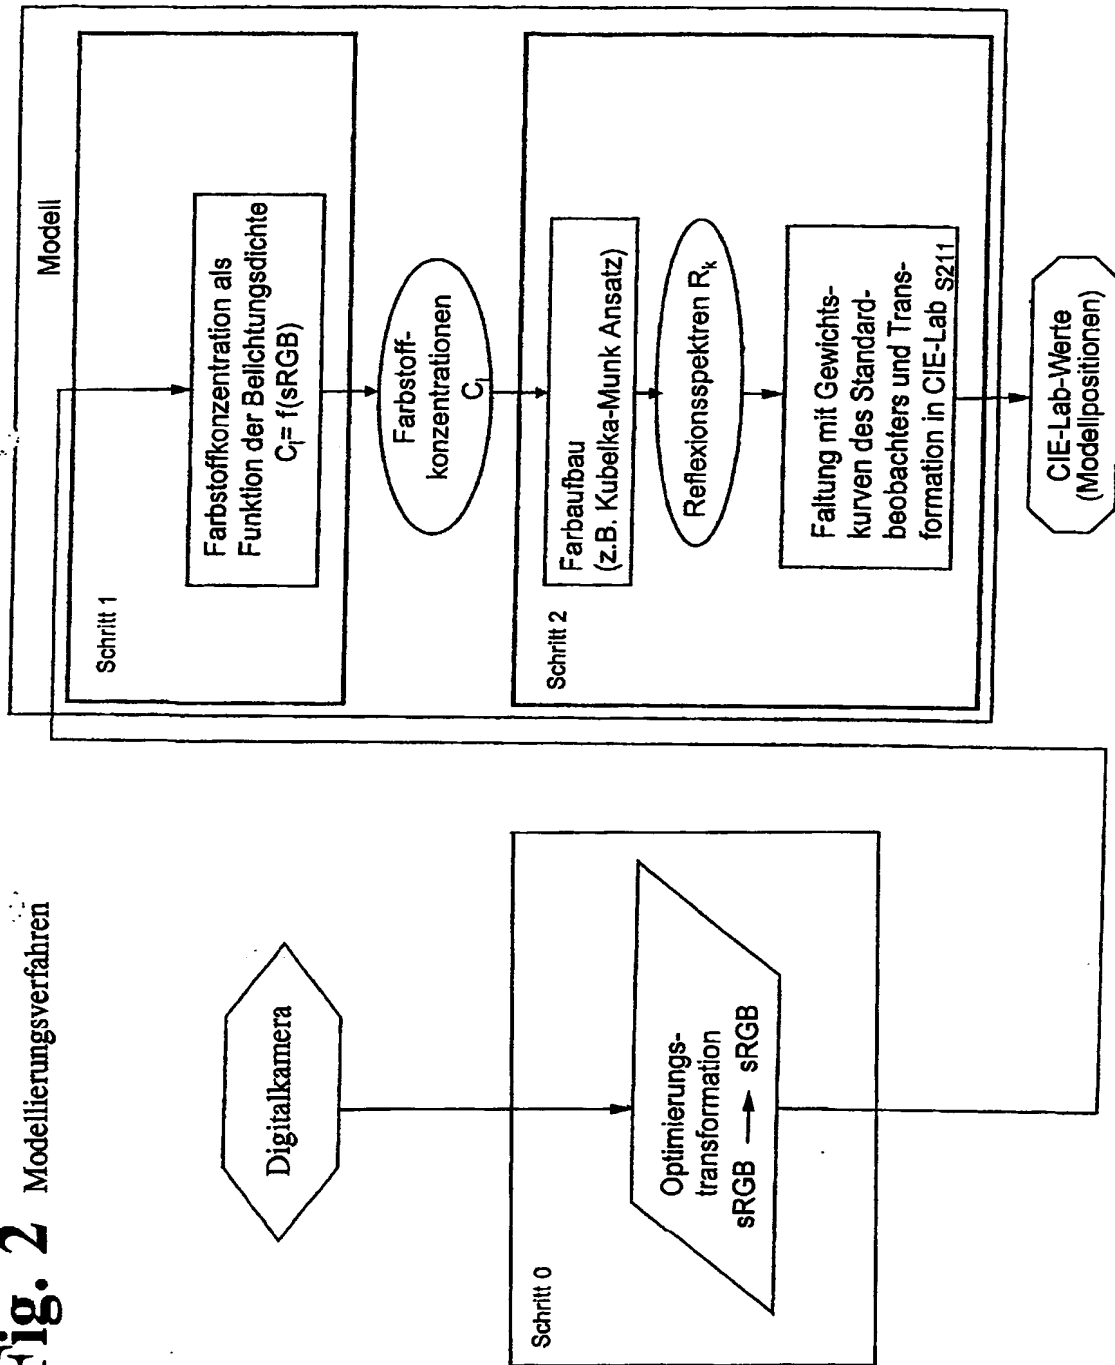 Fig. 2 Modellierungsverfahren
Digitalkamera
Schritt 0
Optimierungs-
transformation
sRGB → sRGB
Modell
Schritt 1
Farbstoffkonzentration als
Funktion der Belichtungsdichte
Ci= f(sRGB)
Farbstoff-
konzentrationen
Ci
Schritt 2
Farbaufbau
(z.B. Kubelka-Munk Ansatz)
Reflexionsspektren Rk
Faltung mit Gewichts-
kurven des Standard-
beobachters und Trans-
formation in CIE-Lab S211
CIE-Lab-Werte
(Modellpositionen)